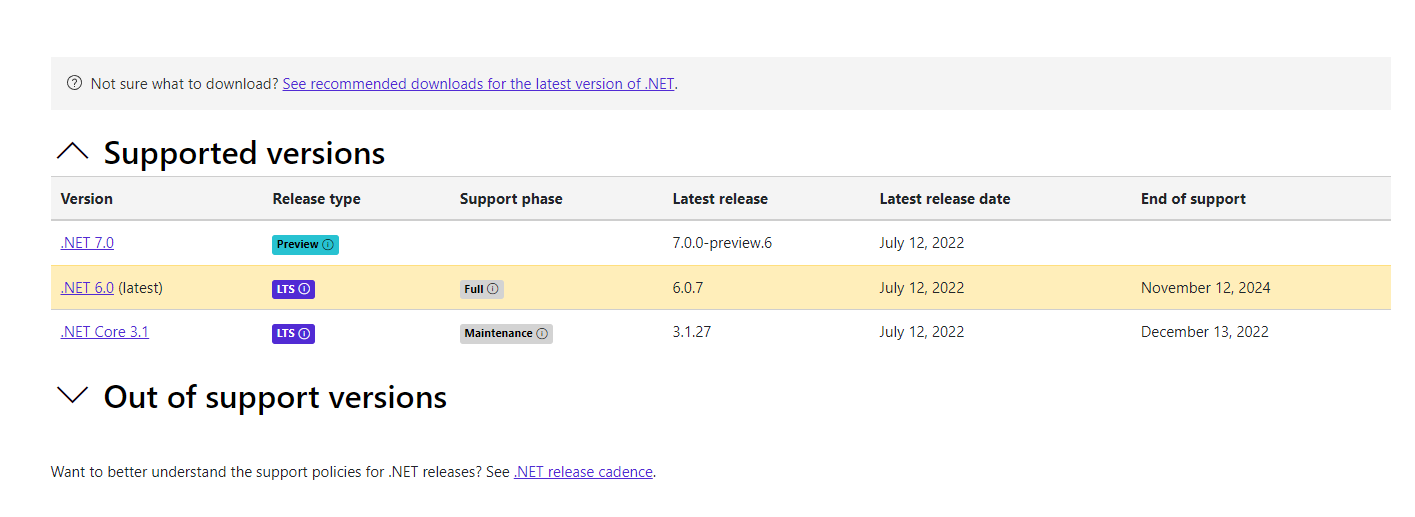 Not sure what to download? See recommended downloads for the latest version of .NET.
Supported versions
Version Release type Support phase Latest release Latest release date End of support
.NET 7.0 Preview 7.0.0-preview.6 July 12, 2022
.NET 6.0 (latest) LTS Full 6.0.7 July 12, 2022 November 12, 2024
.NET Core 3.1 LTS Maintenance 3.1.27 July 12, 2022 December 13, 2022
Out of support versions
Want to better understand the support policies for .NET releases? See .NET release cadence.